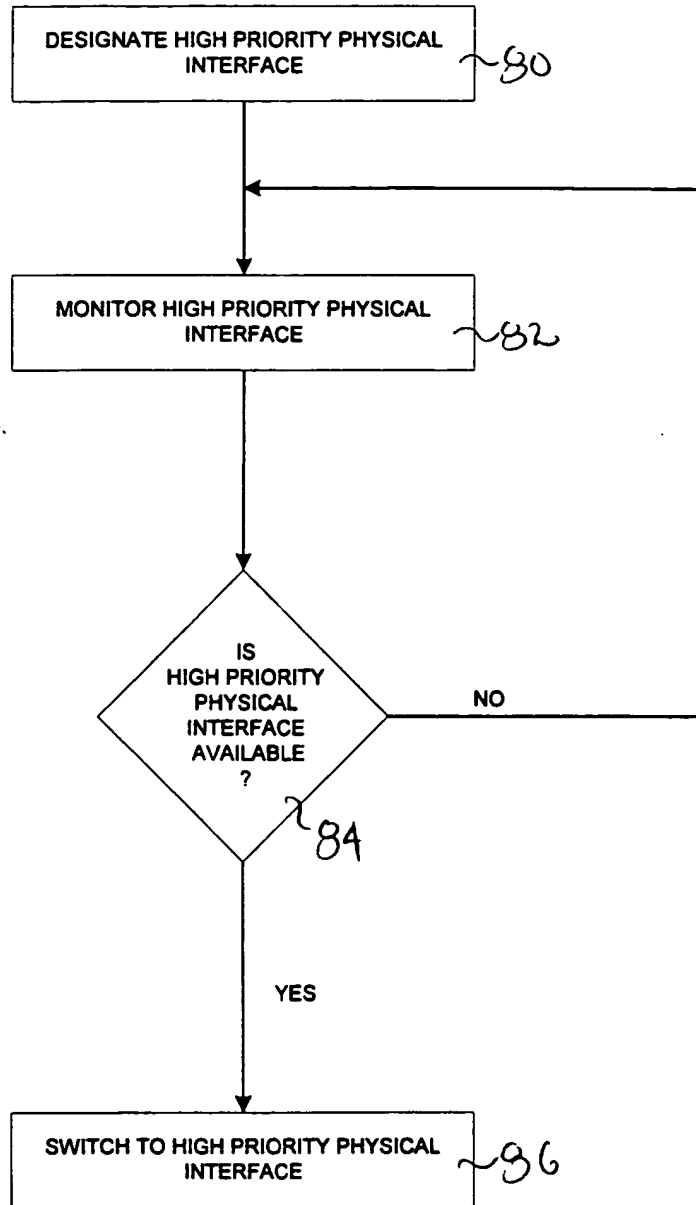 DESIGNATE HIGH PRIORITY PHYSICAL
INTERFACE
80
MONITOR HIGH PRIORITY PHYSICAL
INTERFACE
82
IS
HIGH PRIORITY
PHYSICAL
INTERFACE
AVAILABLE
?
NO
84
YES
SWITCH TO HIGH PRIORITY PHYSICAL
INTERFACE
86